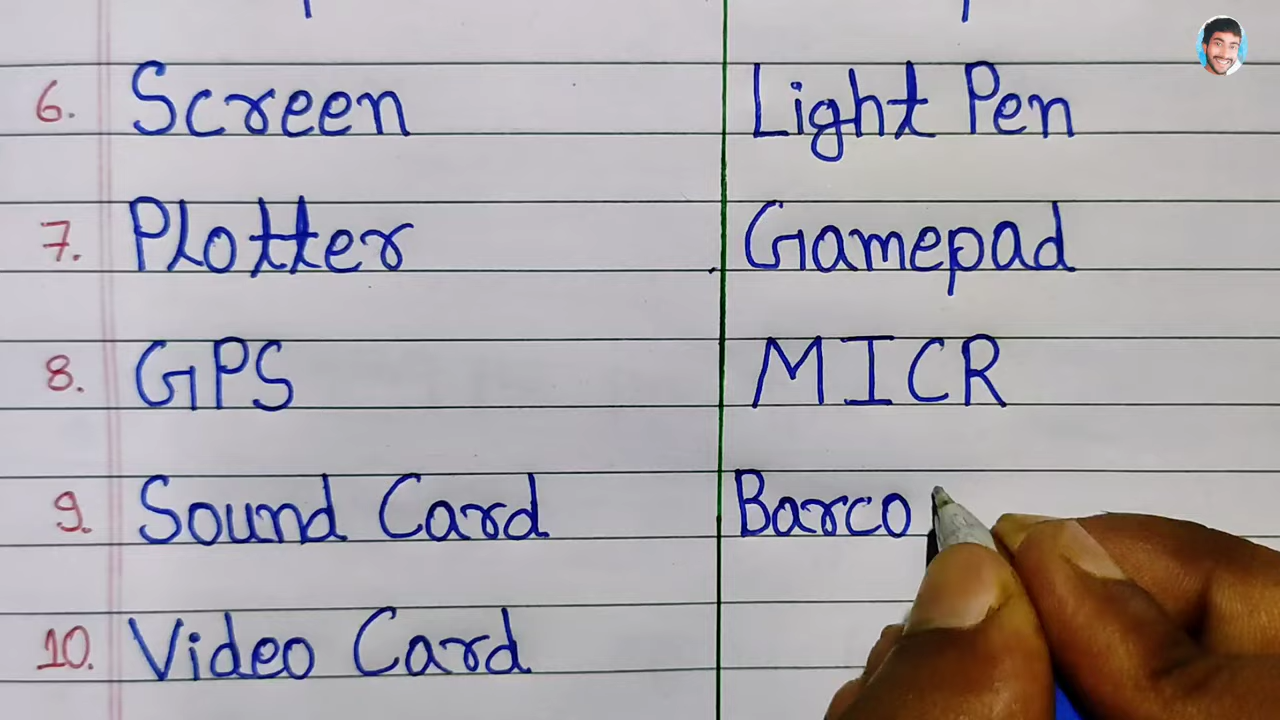 6. Screen Light Pen
7. Plotter Gamepad
8. GPS MICR
9. Sound Card Barco
10. Video Card